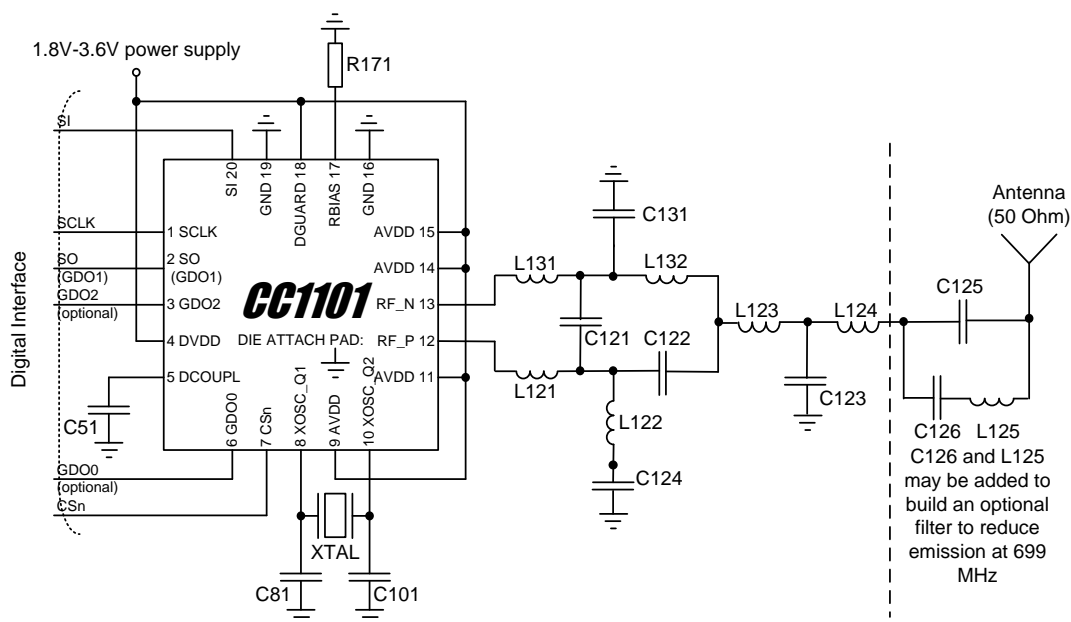 1.8V-3.6V power supply
R171
SI
SI 20
GND 19
DGUARD 18
RBIAS 17
GND 16
Antenna
(50 Ohm)
C131
SCLK
1 SCLK
AVDD 15
SO
(GDO1)
2 SO
(GDO1)
AVDD 14
L131
L132
C125
GDO2
(optional)
3 GDO2
CC1101
RF_N 13
L123
L124
C121
C122
4 DVDD
DIE ATTACH PAD:
RF_P 12
Digital Interface
5 DCOUPL
AVDD 11
L121
C123
C51
6 GDO0
7 CSn
8 XOSC_Q1
9 AVDD
10 XOSC_Q2
L122
C126
L125
C124
GDO0
(optional)
CSn
XTAL
C81
C101
C126 and L125
may be added to
build an optional
filter to reduce
emission at 699
MHz